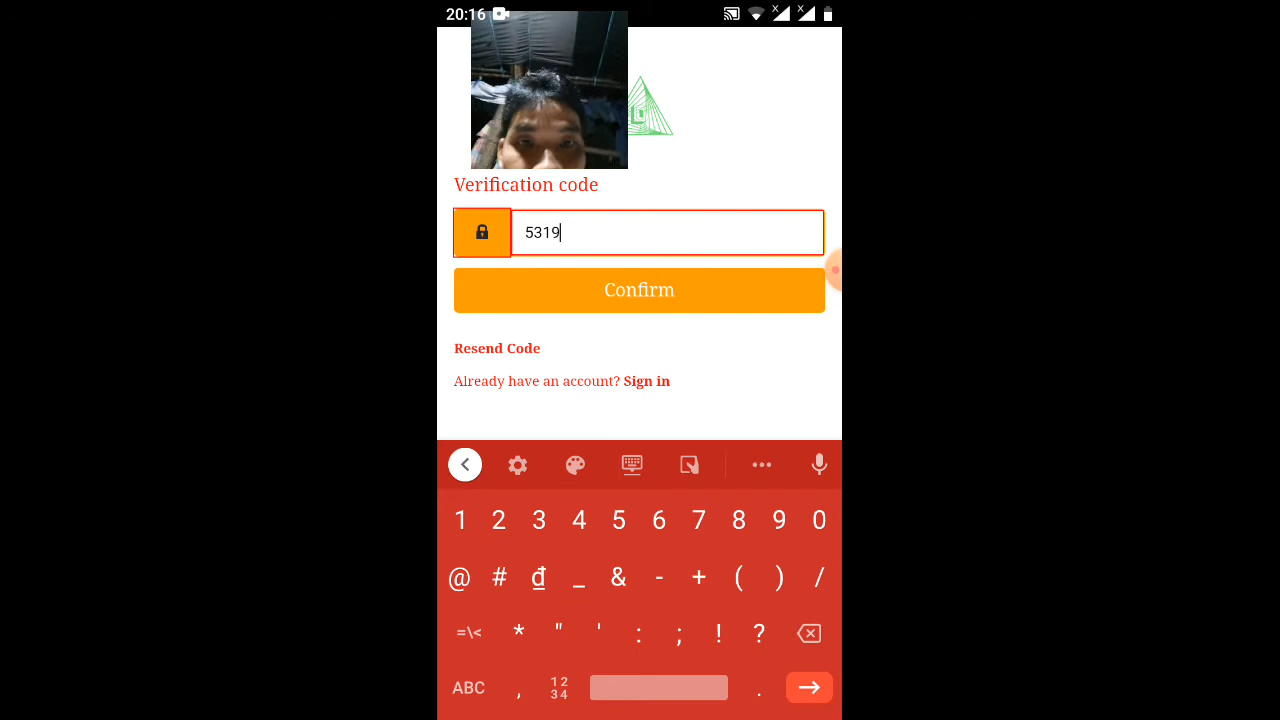 20:16
Verification code
5319
Confirm
Resend Code
Already have an account? Sign in
1 2 3 4 5 6 7 8 9 0
@ # ₫ _ & - + ( ) /
=\< * " ' : ; ! ?
ABC , 12 34 .